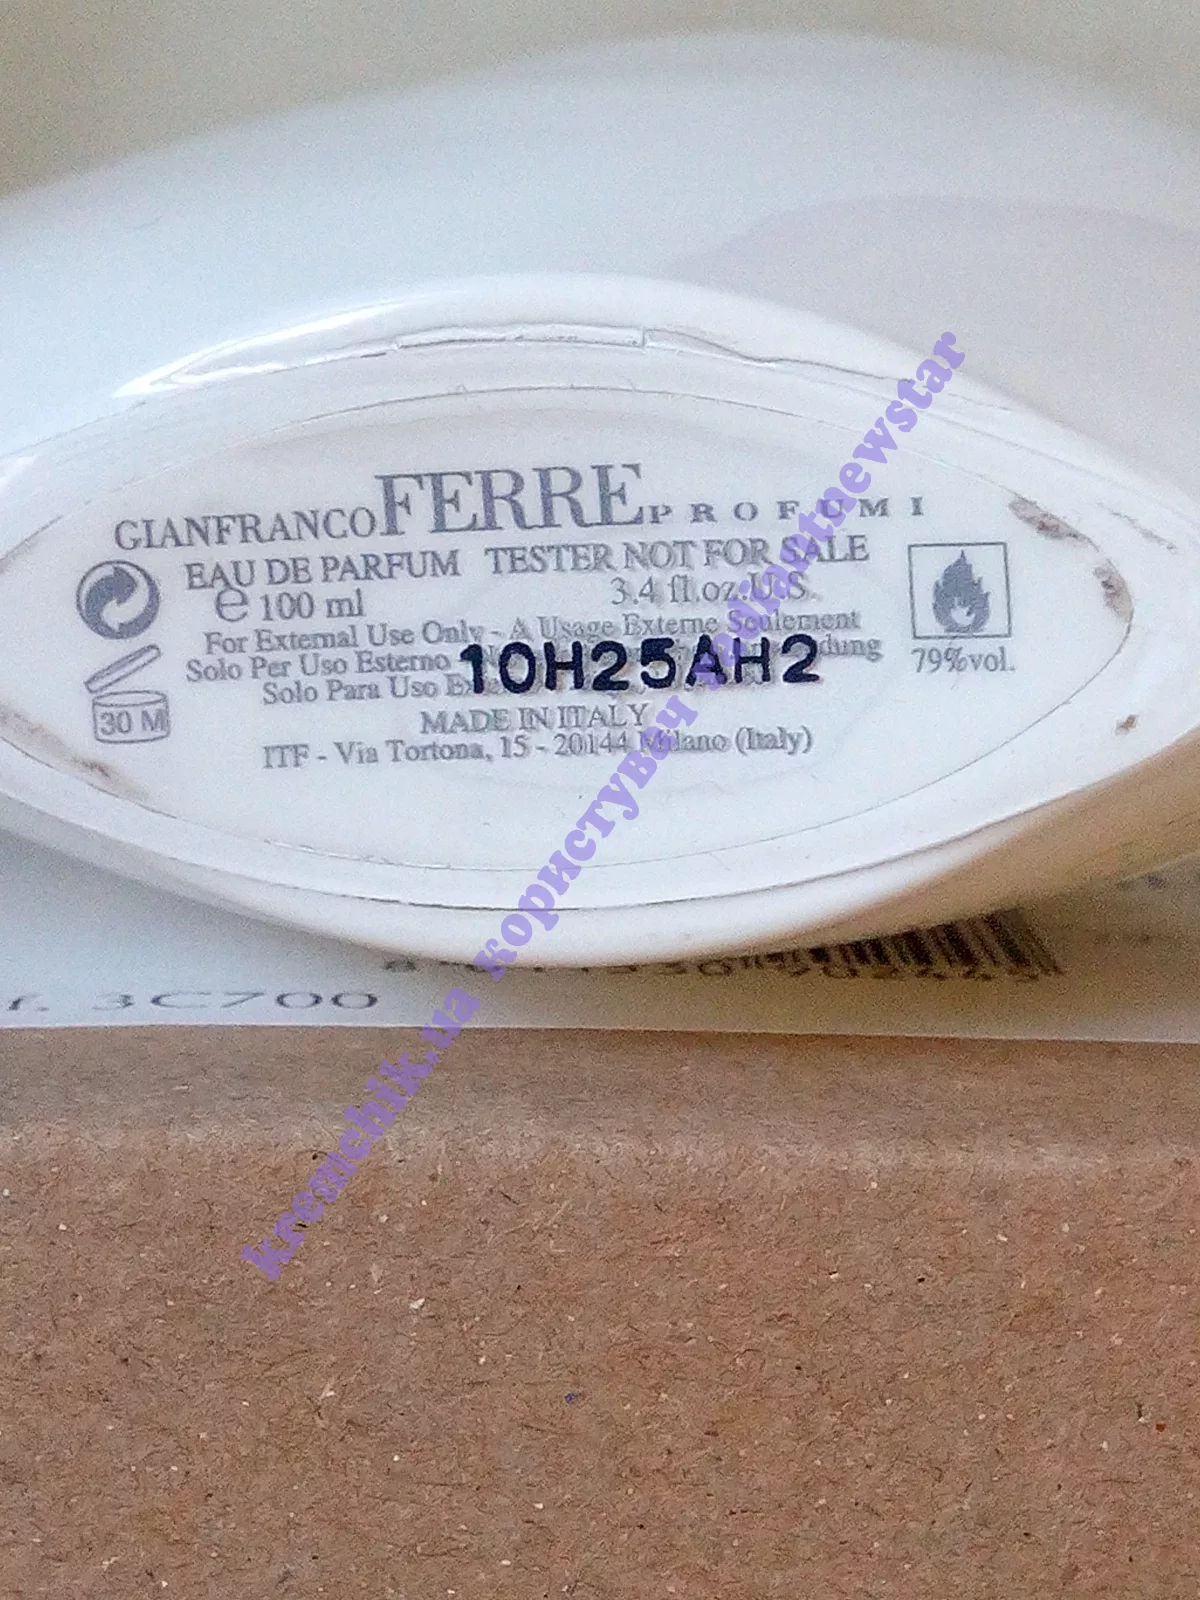 GIANFRANCO FERRE PROFUMI
EAU DE PARFUM TESTER NOT FOR SALE
e 100 ml 3.4 fl.oz.U.S.
For External Use Only - A Usage Externe Seulement
Solo Per Uso Esterno
Solo Para Uso
10H25AH2
79%vol.
30 M
MADE IN ITALY
ITF - Via Tortona, 15 - 20144 Milano (Italy)
3C700
kremchik.ua користувач radiantnewstar